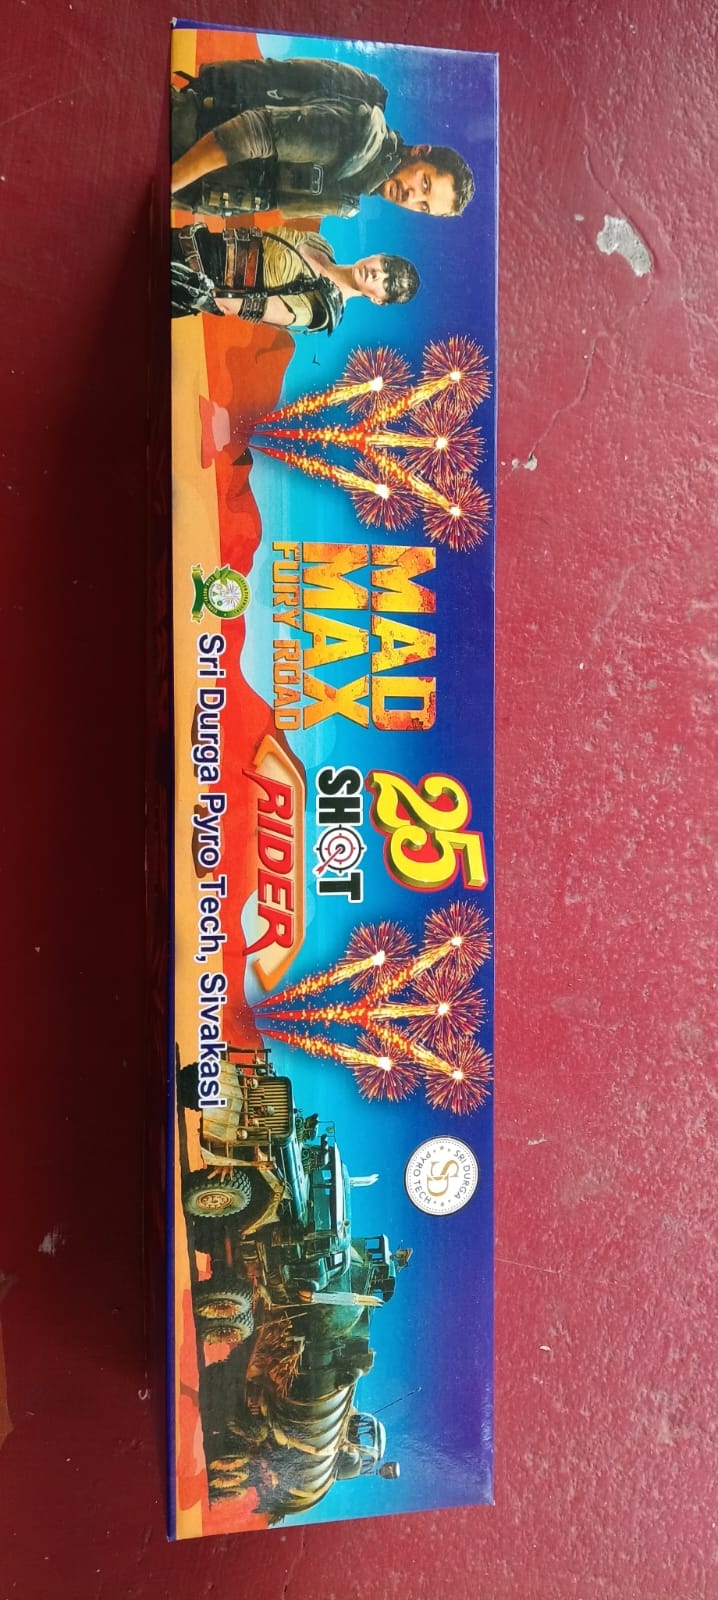 MAD
MAX
FURY ROAD
25
SHOT
RIDER
Sri Durga Pyro Tech, Sivakasi
SRI DURGA
SD
PYRO TECH